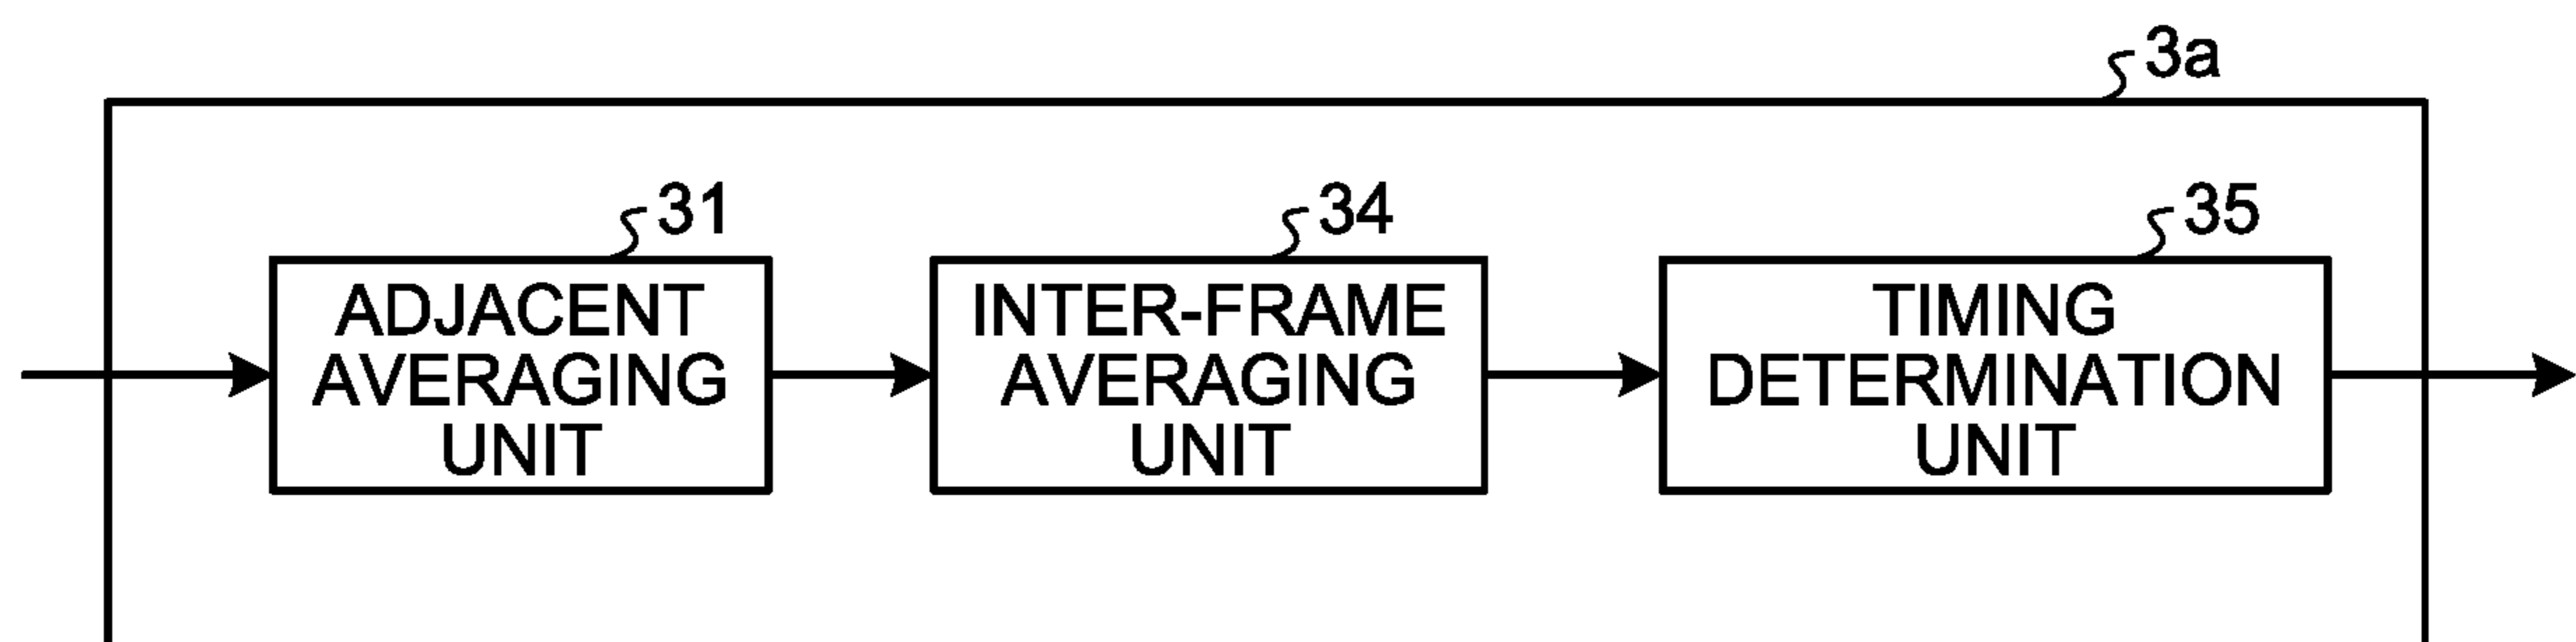 3a
31
34
35
ADJACENT
AVERAGING
UNIT
INTER-FRAME
AVERAGING
UNIT
TIMING
DETERMINATION
UNIT